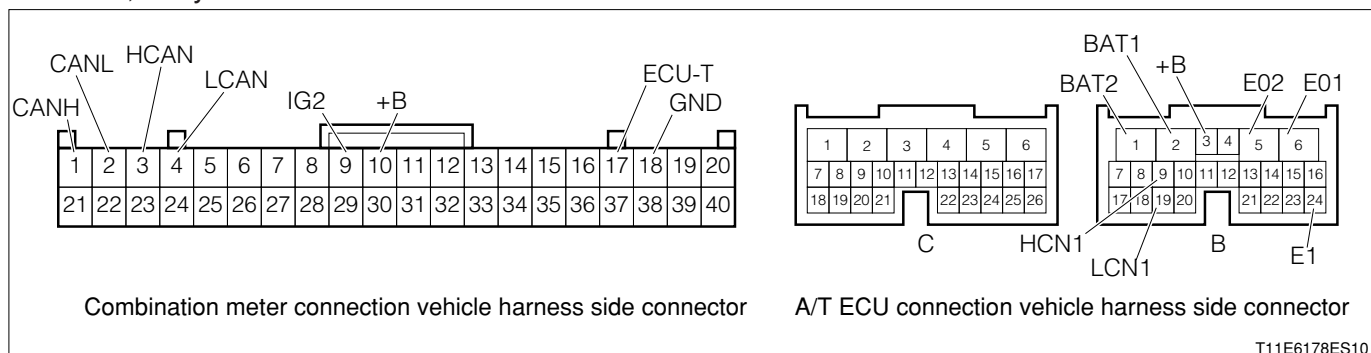 CANH
CANL
HCAN
LCAN
IG2
+B
ECU-T
GND
1 2 3 4 5 6 7 8 9 10 11 12 13 14 15 16 17 18 19 20
21 22 23 24 25 26 27 28 29 30 31 32 33 34 35 36 37 38 39 40
Combination meter connection vehicle harness side connector
1 2 3 4 5 6
7 8 9 10 11 12 13 14 15 16 17
18 19 20 21 22 23 24 25 26
C
BAT2
BAT1
+B
E02
E01
1 2 3 4 5 6
7 8 9 10 11 12 13 14 15 16
17 18 19 20 21 22 23 24
HCN1
LCN1
B
E1
A/T ECU connection vehicle harness side connector
T11E6178ES10